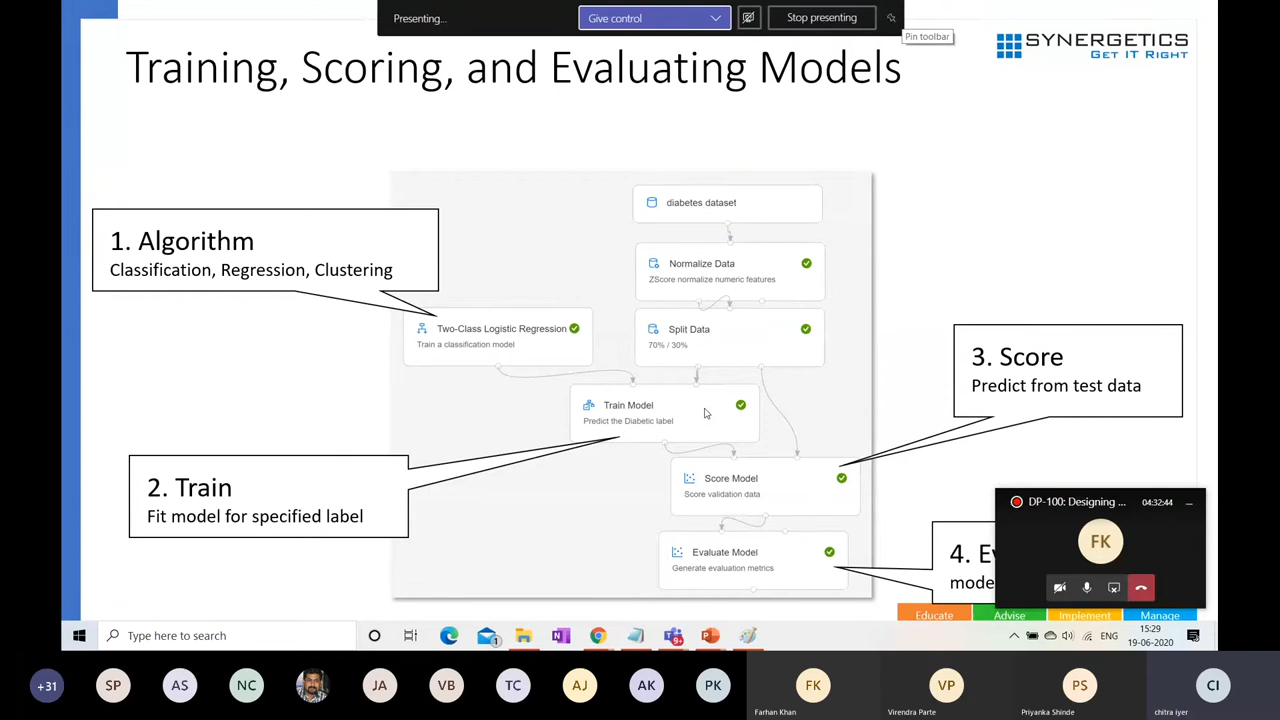 Presenting...
Give control
Stop presenting
Pin toolbar
SYNERGETICS
GET IT RIGHT
Training, Scoring, and Evaluating Models
diabetes dataset
1. Algorithm
Classification, Regression, Clustering
Normalize Data
ZScore normalize numeric features
Two-Class Logistic Regression
Train a classification model
Split Data
70% / 30%
3. Score
Predict from test data
Train Model
Predict the Diabetic label
2. Train
Fit model for specified label
Score Model
Score validation data
DP-100: Designing ...
04:32:44
FK
Evaluate Model
Generate evaluation metrics
4. E
mode
Educate
Advise
Implement
Manage
Type here to search
9+
ENG
15:29
19-06-2020
+31
SP
AS
NC
JA
VB
TC
AJ
AK
PK
FK
Farhan Khan
VP
Virendra Parte
PS
Priyanka Shinde
CI
chitra iyer